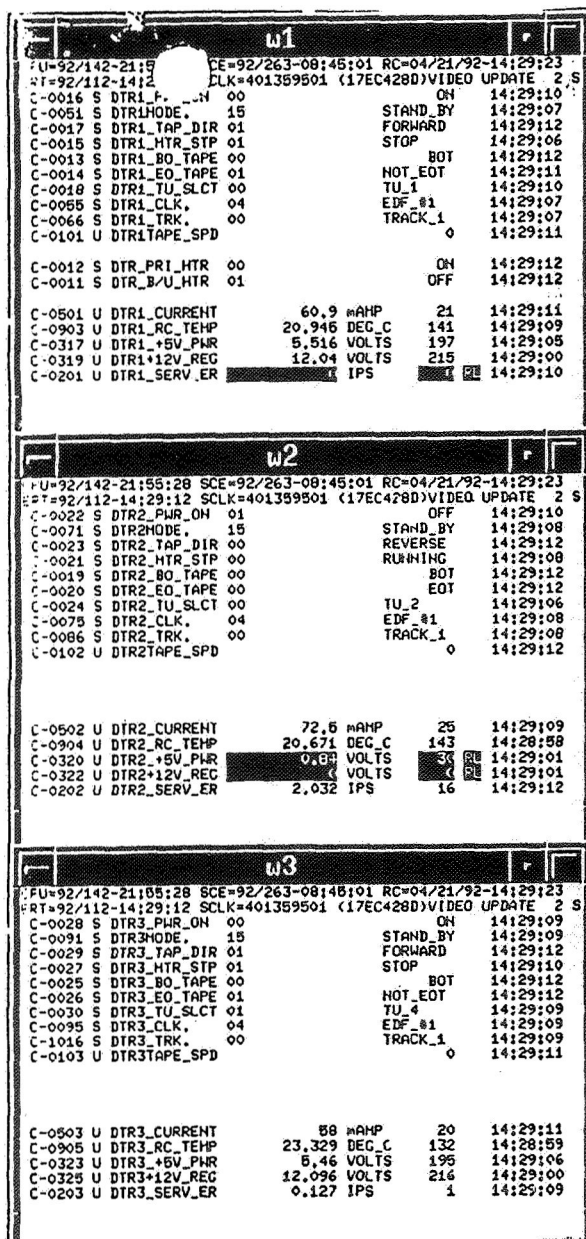 w1 r
FU=92/142-21:5 CE=92/263-08:45:01 RC=04/21/92-14:29:23
RT=92/112-14:2 CLK=401359501 (17EC428D)VIDEO UPDATE 2 S
C-0016 S 00 ON 14:29:10
C-0051 S DTR1MODE. 15 STAND_BY 14:29:07
C-0017 S DTR1_TAP_DIR 01 FORWARD 14:29:12
C-0015 S DTR1_MTR_STP 01 STOP 14:29:06
C-0013 S DTR1_BO_TAPE 00 BOT 14:29:12
C-0014 S DTR1_EO_TAPE 01 NOT_EOT 14:29:11
C-0018 S DTR1_TU_SLCT 00 TU_1 14:29:10
C-0055 S DTR1_CLK. 04 EDF_#1 14:29:07
C-0066 S DTR1_TRK. 00 TRACK_1 14:29:07
C-0101 U DTR1TAPE_SPD 0 14:29:11
C-0012 S DTR_PRI_HTR 00 ON 14:29:12
C-0011 S DTR_B/U_HTR 01 OFF 14:29:12
C-0501 U DTR1_CURRENT 60.9 mAMP 21 14:29:11
C-0903 U DTR1_RC_TEMP 20.945 DEG_C 141 14:29:09
C-0317 U DTR1_+5V_PWR 5.516 VOLTS 197 14:29:05
C-0319 U DTR1+12V_REG 12.04 VOLTS 215 14:29:00
C-0201 U DTR1_SERV_ER IPS RL 14:29:10
w2 r
FU=92/142-21:55:28 SCE=92/263-08:45:01 RC=04/21/92-14:29:23
ERT=92/112-14:29:12 SCLK=401359501 (17EC428D)VIDEO UPDATE 2 S
C-0022 S DTR2_PWR_ON 01 OFF 14:29:10
C-0071 S DTR2MODE. 15 STAND_BY 14:29:08
C-0023 S DTR2_TAP_DIR 00 REVERSE 14:29:12
C-0021 S DTR2_MTR_STP 00 RUNNING 14:29:08
C-0019 S DTR2_BO_TAPE 00 BOT 14:29:12
C-0020 S DTR2_EO_TAPE 00 EOT 14:29:12
C-0024 S DTR2_TU_SLCT 00 TU_2 14:29:06
C-0075 S DTR2_CLK. 04 EDF_#1 14:29:08
C-0086 S DTR2_TRK. 00 TRACK_1 14:29:08
C-0102 U DTR2TAPE_SPD 0 14:29:12
C-0502 U DTR2_CURRENT 72.5 mAMP 25 14:29:09
C-0904 U DTR2_RC_TEMP 20.671 DEG_C 143 14:28:58
C-0320 U DTR2_+5V_PWR 0.84 VOLTS 30 RL 14:29:01
C-0322 U DTR2+12V_REG VOLTS RL 14:29:01
C-0202 U DTR2_SERV_ER 2.032 IPS 16 14:29:12
w3 r
FU=92/142-21:55:28 SCE=92/263-08:45:01 RC=04/21/92-14:29:23
ERT=92/112-14:29:12 SCLK=401359501 (17EC428D)VIDEO UPDATE 2 S
C-0028 S DTR3_PWR_ON 00 ON 14:29:09
C-0091 S DTR3MODE. 15 STAND_BY 14:29:09
C-0029 S DTR3_TAP_DIR 01 FORWARD 14:29:12
C-0027 S DTR3_MTR_STP 01 STOP 14:29:10
C-0025 S DTR3_BO_TAPE 00 BOT 14:29:12
C-0026 S DTR3_EO_TAPE 01 NOT_EOT 14:29:12
C-0030 S DTR3_TU_SLCT 01 TU_4 14:29:09
C-0095 S DTR3_CLK. 04 EDF_#1 14:29:09
C-1016 S DTR3_TRK. 00 TRACK_1 14:29:09
C-0103 U DTR3TAPE_SPD 0 14:29:11
C-0503 U DTR3_CURRENT 58 mAMP 20 14:29:11
C-0905 U DTR3_RC_TEMP 23.329 DEG_C 132 14:28:59
C-0323 U DTR3_+5V_PWR 5.46 VOLTS 195 14:29:06
C-0325 U DTR3+12V_REG 12.096 VOLTS 216 14:29:00
C-0203 U DTR3_SERV_ER 0.127 IPS 1 14:29:09